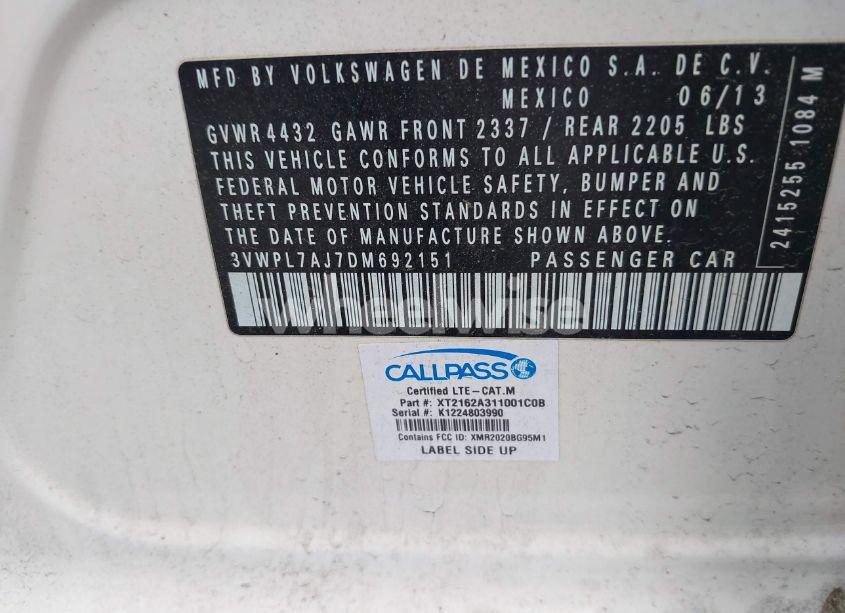 MFD BY VOLKSWAGEN DE MEXICO S.A. DE C.V.
MEXICO 06/13
GVWR 4432 GAWR FRONT 2337 / REAR 2205 LBS
THIS VEHICLE CONFORMS TO ALL APPLICABLE U.S.
FEDERAL MOTOR VEHICLE SAFETY, BUMPER AND
THEFT PREVENTION STANDARDS IN EFFECT ON
THE DATE OF MANUFACTURE SHOWN ABOVE.
3VWPL7AJ7DM692151 PASSENGER CAR
2415255 1084 M
wheelwise
CALLPASS
Certified LTE-CAT.M
Part #: XT2162A311001C0B
Serial #: K1224803990
Contains FCC ID: XMR2020BG95M1
LABEL SIDE UP